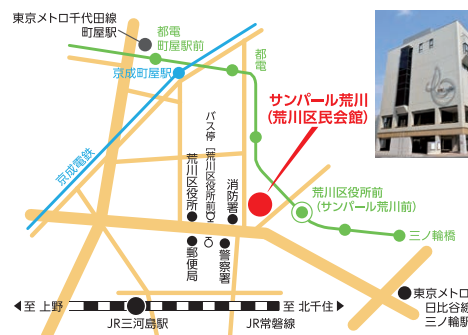 東京メトロ千代田線
町屋駅
都電
町屋駅前
京成町屋駅
都電
サンパール荒川
(荒川区民会館)
京成電鉄
バス停［荒川区役所前］
荒川区役所
消防署
荒川区役所前
(サンパール荒川前)
三ノ輪橋
郵便局
警察署
東京メトロ
日比谷線
三ノ輪駅
至 上野
至 北千住
JR三河島駅
JR常磐線